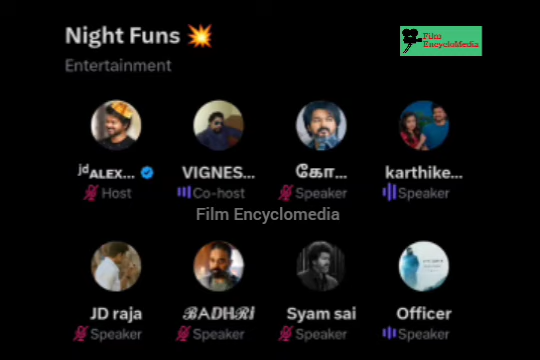 Night Funs 💥
Film
EncycloMedia
Entertainment
ʲᵈALEX... VIGNES... கோ... karthike...
Host Co-host Speaker Speaker
Film Encyclomedia
JD raja ℬADHℛI Syam sai Officer
Speaker Speaker Speaker Speaker